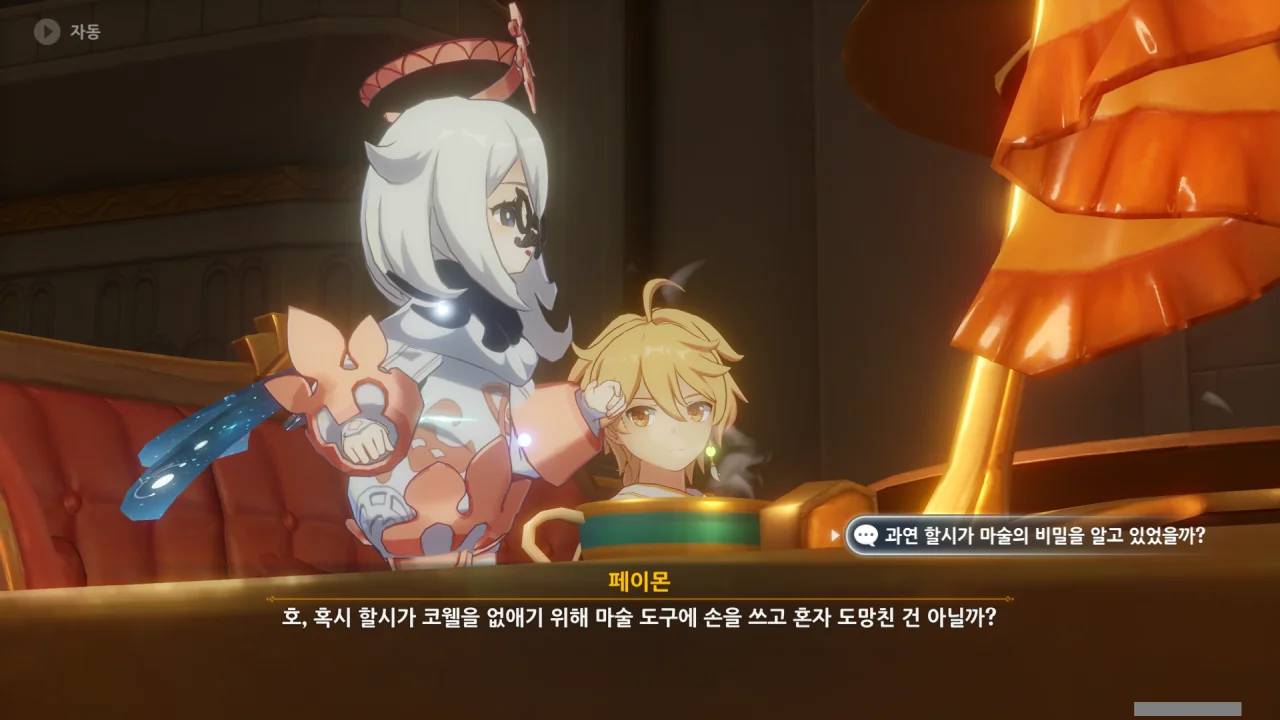 자동
과연 할시가 마술의 비밀을 알고 있었을까?
페이몬
호, 혹시 할시가 코웰을 없애기 위해 마술 도구에 손을 쓰고 혼자 도망친 건 아닐까?